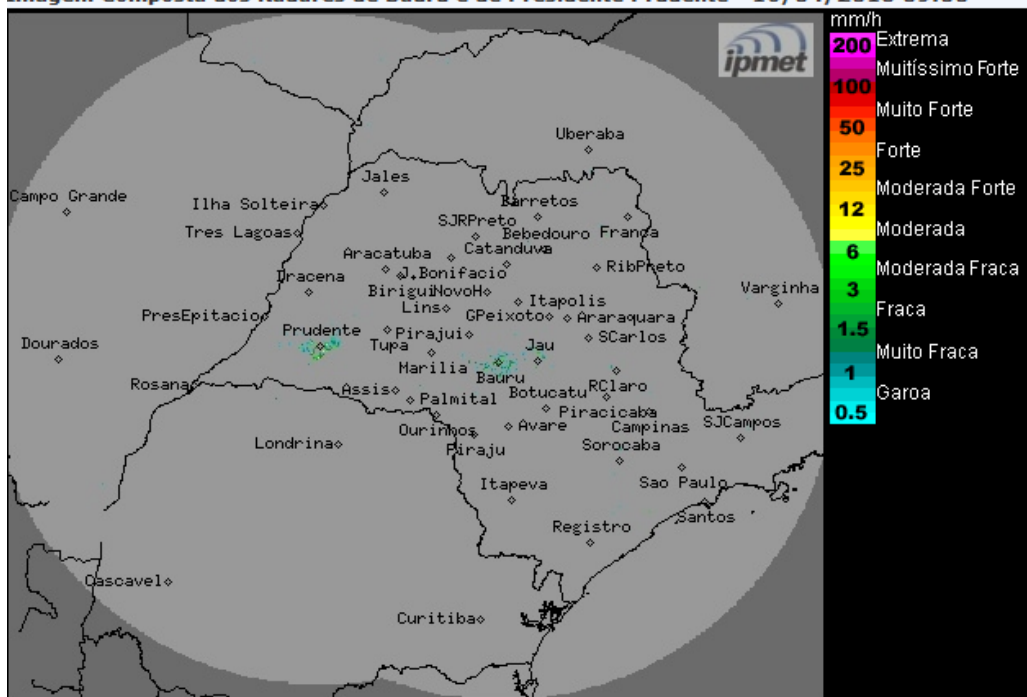 mm/h
200 Extrema
Muitíssimo Forte
100
Muito Forte
50
Forte
25
Moderada Forte
12
Moderada
6
Moderada Fraca
3
Fraca
1.5
Muito Fraca
1
Garoa
0.5
ipmet
Uberaba
Jales
Campo Grande
Ilha Solteira
Barretos
SJRPreto
Tres Lagoas
Bebedouro Franca
Aracatuba
Catanduva
Dracena
J.Bonifacio
RibPreto
BiriguiNovoH
Varginha
Itapolis
Lins
PresEpitacio
GPeixoto
Araraquara
Prudente
Pirajui
Dourados
Tupa
Jau
SCarlos
Marilia
Rosana
Bauru
RClaro
Assis
Palmital
Botucatu
Piracicaba
Ourinhos
Avare
Campinas
SJCampos
Londrina
Piraju
Sorocaba
Itapeva
Sao Paulo
Registro
Santos
Cascavel
Curitiba